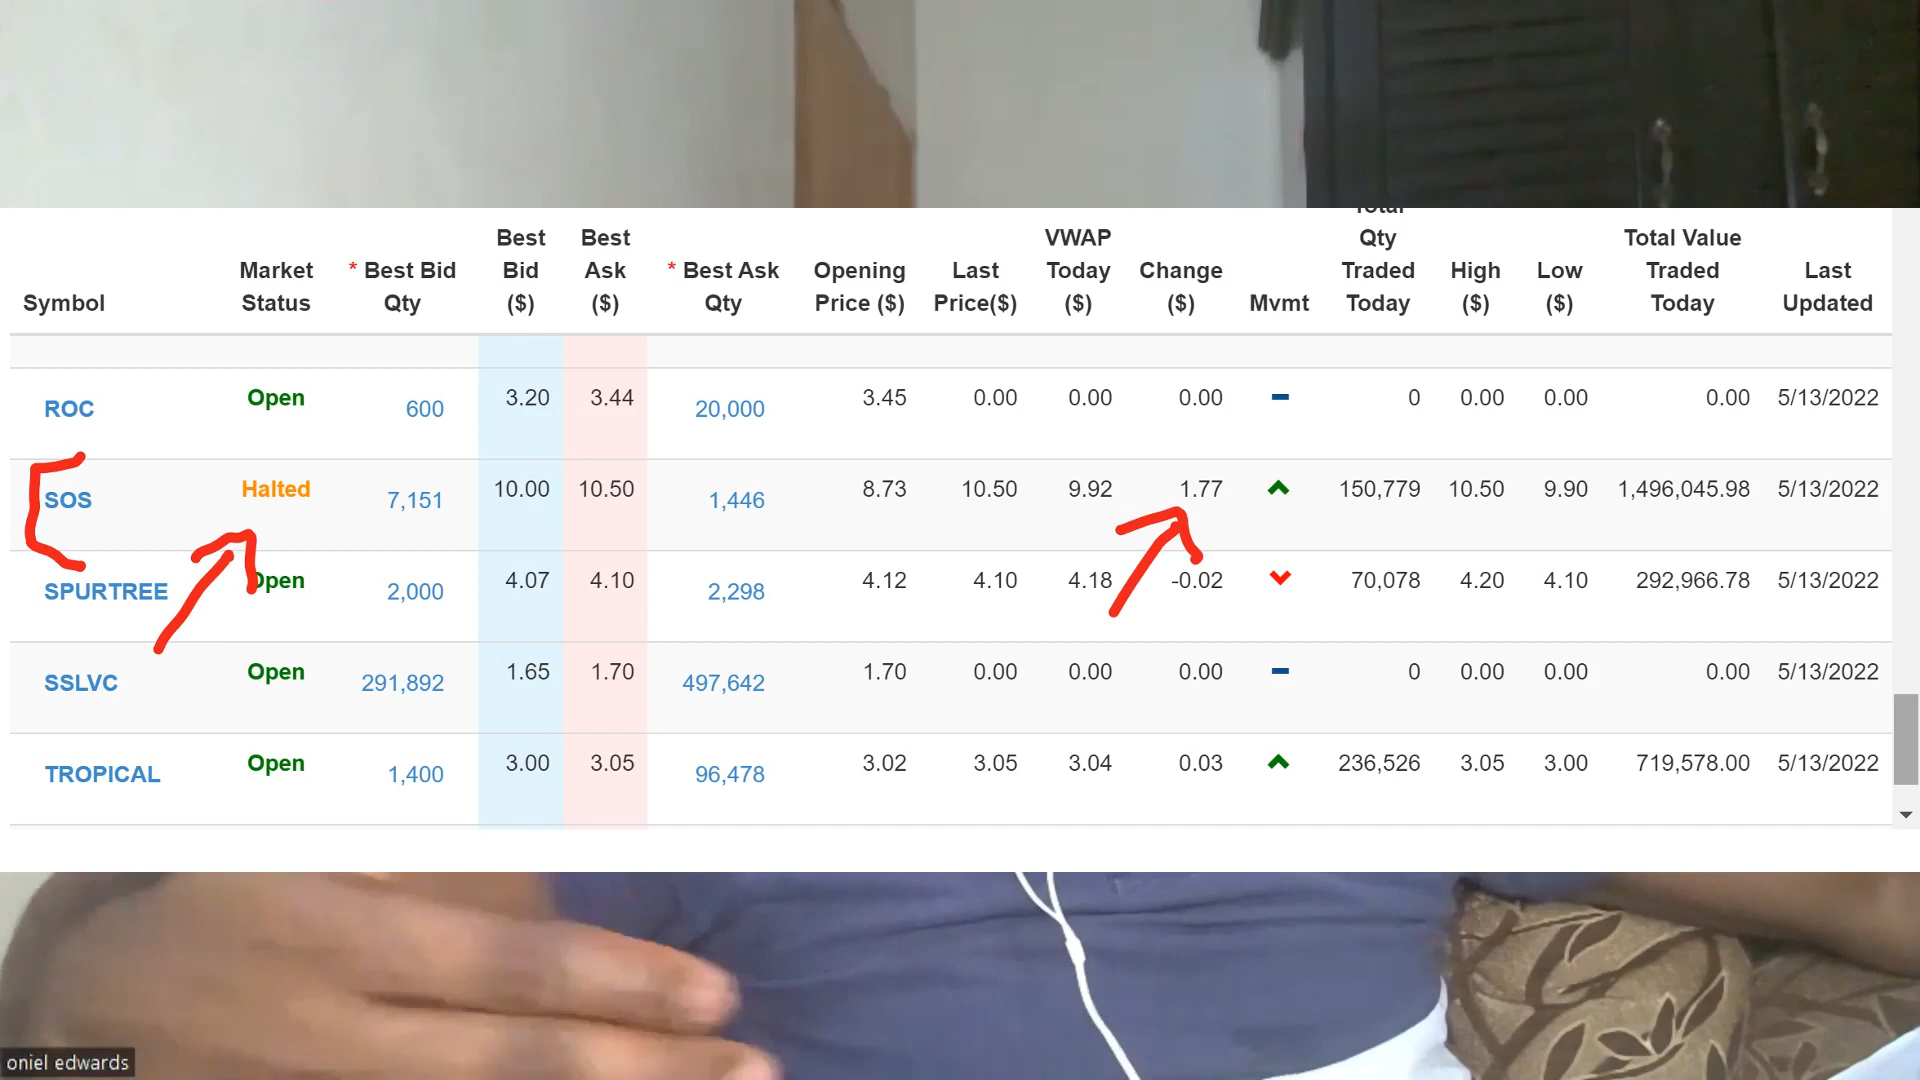 Total
Best Best VWAP Qty Total Value
Market * Best Bid Bid Ask * Best Ask Opening Last Today Change Traded High Low Traded Last
Symbol Status Qty ($) ($) Qty Price ($) Price($) ($) ($) Mvmt Today ($) ($) Today Updated
ROC Open 600 3.20 3.44 20,000 3.45 0.00 0.00 0.00 0 0.00 0.00 0.00 5/13/2022
SOS Halted 7,151 10.00 10.50 1,446 8.73 10.50 9.92 1.77 150,779 10.50 9.90 1,496,045.98 5/13/2022
SPURTREE Open 2,000 4.07 4.10 2,298 4.12 4.10 4.18 -0.02 70,078 4.20 4.10 292,966.78 5/13/2022
SSLVC Open 291,892 1.65 1.70 497,642 1.70 0.00 0.00 0.00 0 0.00 0.00 0.00 5/13/2022
TROPICAL Open 1,400 3.00 3.05 96,478 3.02 3.05 3.04 0.03 236,526 3.05 3.00 719,578.00 5/13/2022
oniel edwards